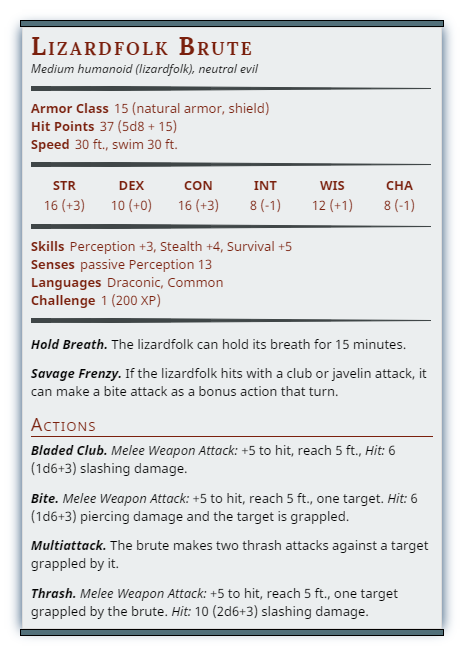 Lizardfolk Brute
Medium humanoid (lizardfolk), neutral evil
Armor Class 15 (natural armor, shield)
Hit Points 37 (5d8 + 15)
Speed 30 ft., swim 30 ft.
STR DEX CON INT WIS CHA
16 (+3) 10 (+0) 16 (+3) 8 (-1) 12 (+1) 8 (-1)
Skills Perception +3, Stealth +4, Survival +5
Senses passive Perception 13
Languages Draconic, Common
Challenge 1 (200 XP)
Hold Breath. The lizardfolk can hold its breath for 15 minutes.
Savage Frenzy. If the lizardfolk hits with a club or javelin attack, it
can make a bite attack as a bonus action that turn.
Actions
Bladed Club. Melee Weapon Attack: +5 to hit, reach 5 ft., Hit: 6
(1d6+3) slashing damage.
Bite. Melee Weapon Attack: +5 to hit, reach 5 ft., one target. Hit: 6
(1d6+3) piercing damage and the target is grappled.
Multiattack. The brute makes two thrash attacks against a target
grappled by it.
Thrash. Melee Weapon Attack: +5 to hit, reach 5 ft., one target
grappled by the brute. Hit: 10 (2d6+3) slashing damage.